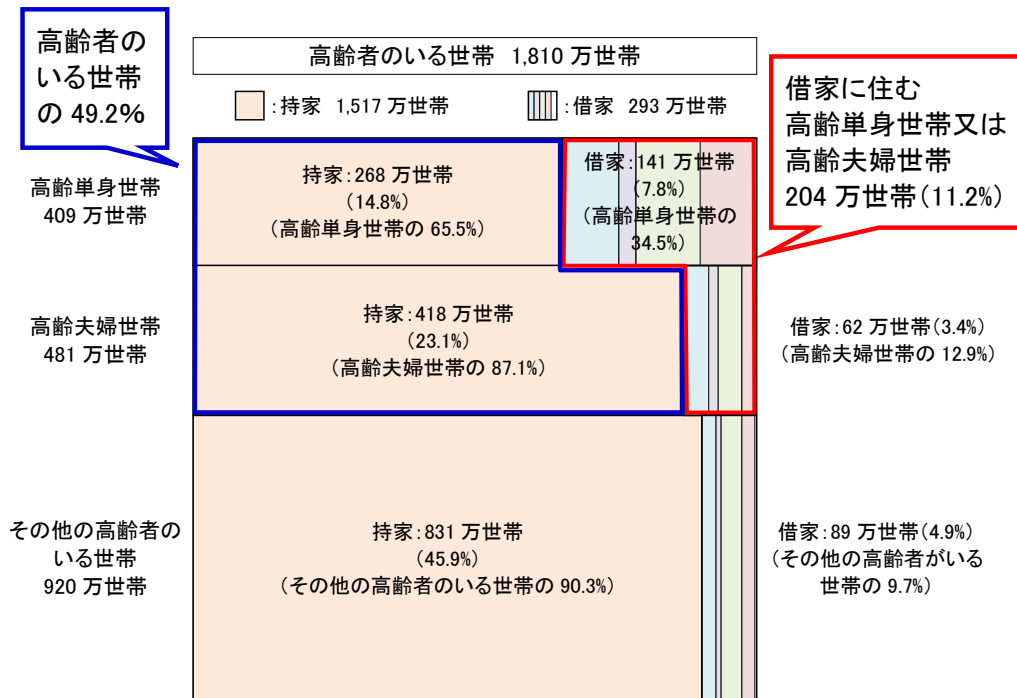 高齢者の
いる世帯
の 49.2%
高齢者のいる世帯 1,810 万世帯
:持家 1,517 万世帯
:借家 293 万世帯
借家に住む
高齢単身世帯又は
高齢夫婦世帯
204 万世帯(11.2%)
高齢単身世帯
409 万世帯
持家:268 万世帯
(14.8%)
(高齢単身世帯の 65.5%)
借家:141 万世帯
(7.8%)
(高齢単身世帯の
34.5%)
高齢夫婦世帯
481 万世帯
持家:418 万世帯
(23.1%)
(高齢夫婦世帯の 87.1%)
借家:62 万世帯(3.4%)
(高齢夫婦世帯の 12.9%)
その他の高齢者の
いる世帯
920 万世帯
持家:831 万世帯
(45.9%)
(その他の高齢者のいる世帯の 90.3%)
借家:89 万世帯(4.9%)
(その他の高齢者がいる
世帯の 9.7%)